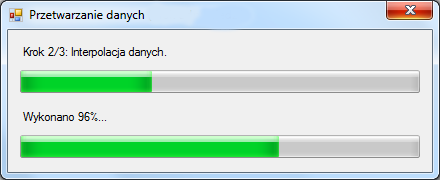 Przetwarzanie danych
Krok 2/3: Interpolacja danych.
Wykonano 96%...